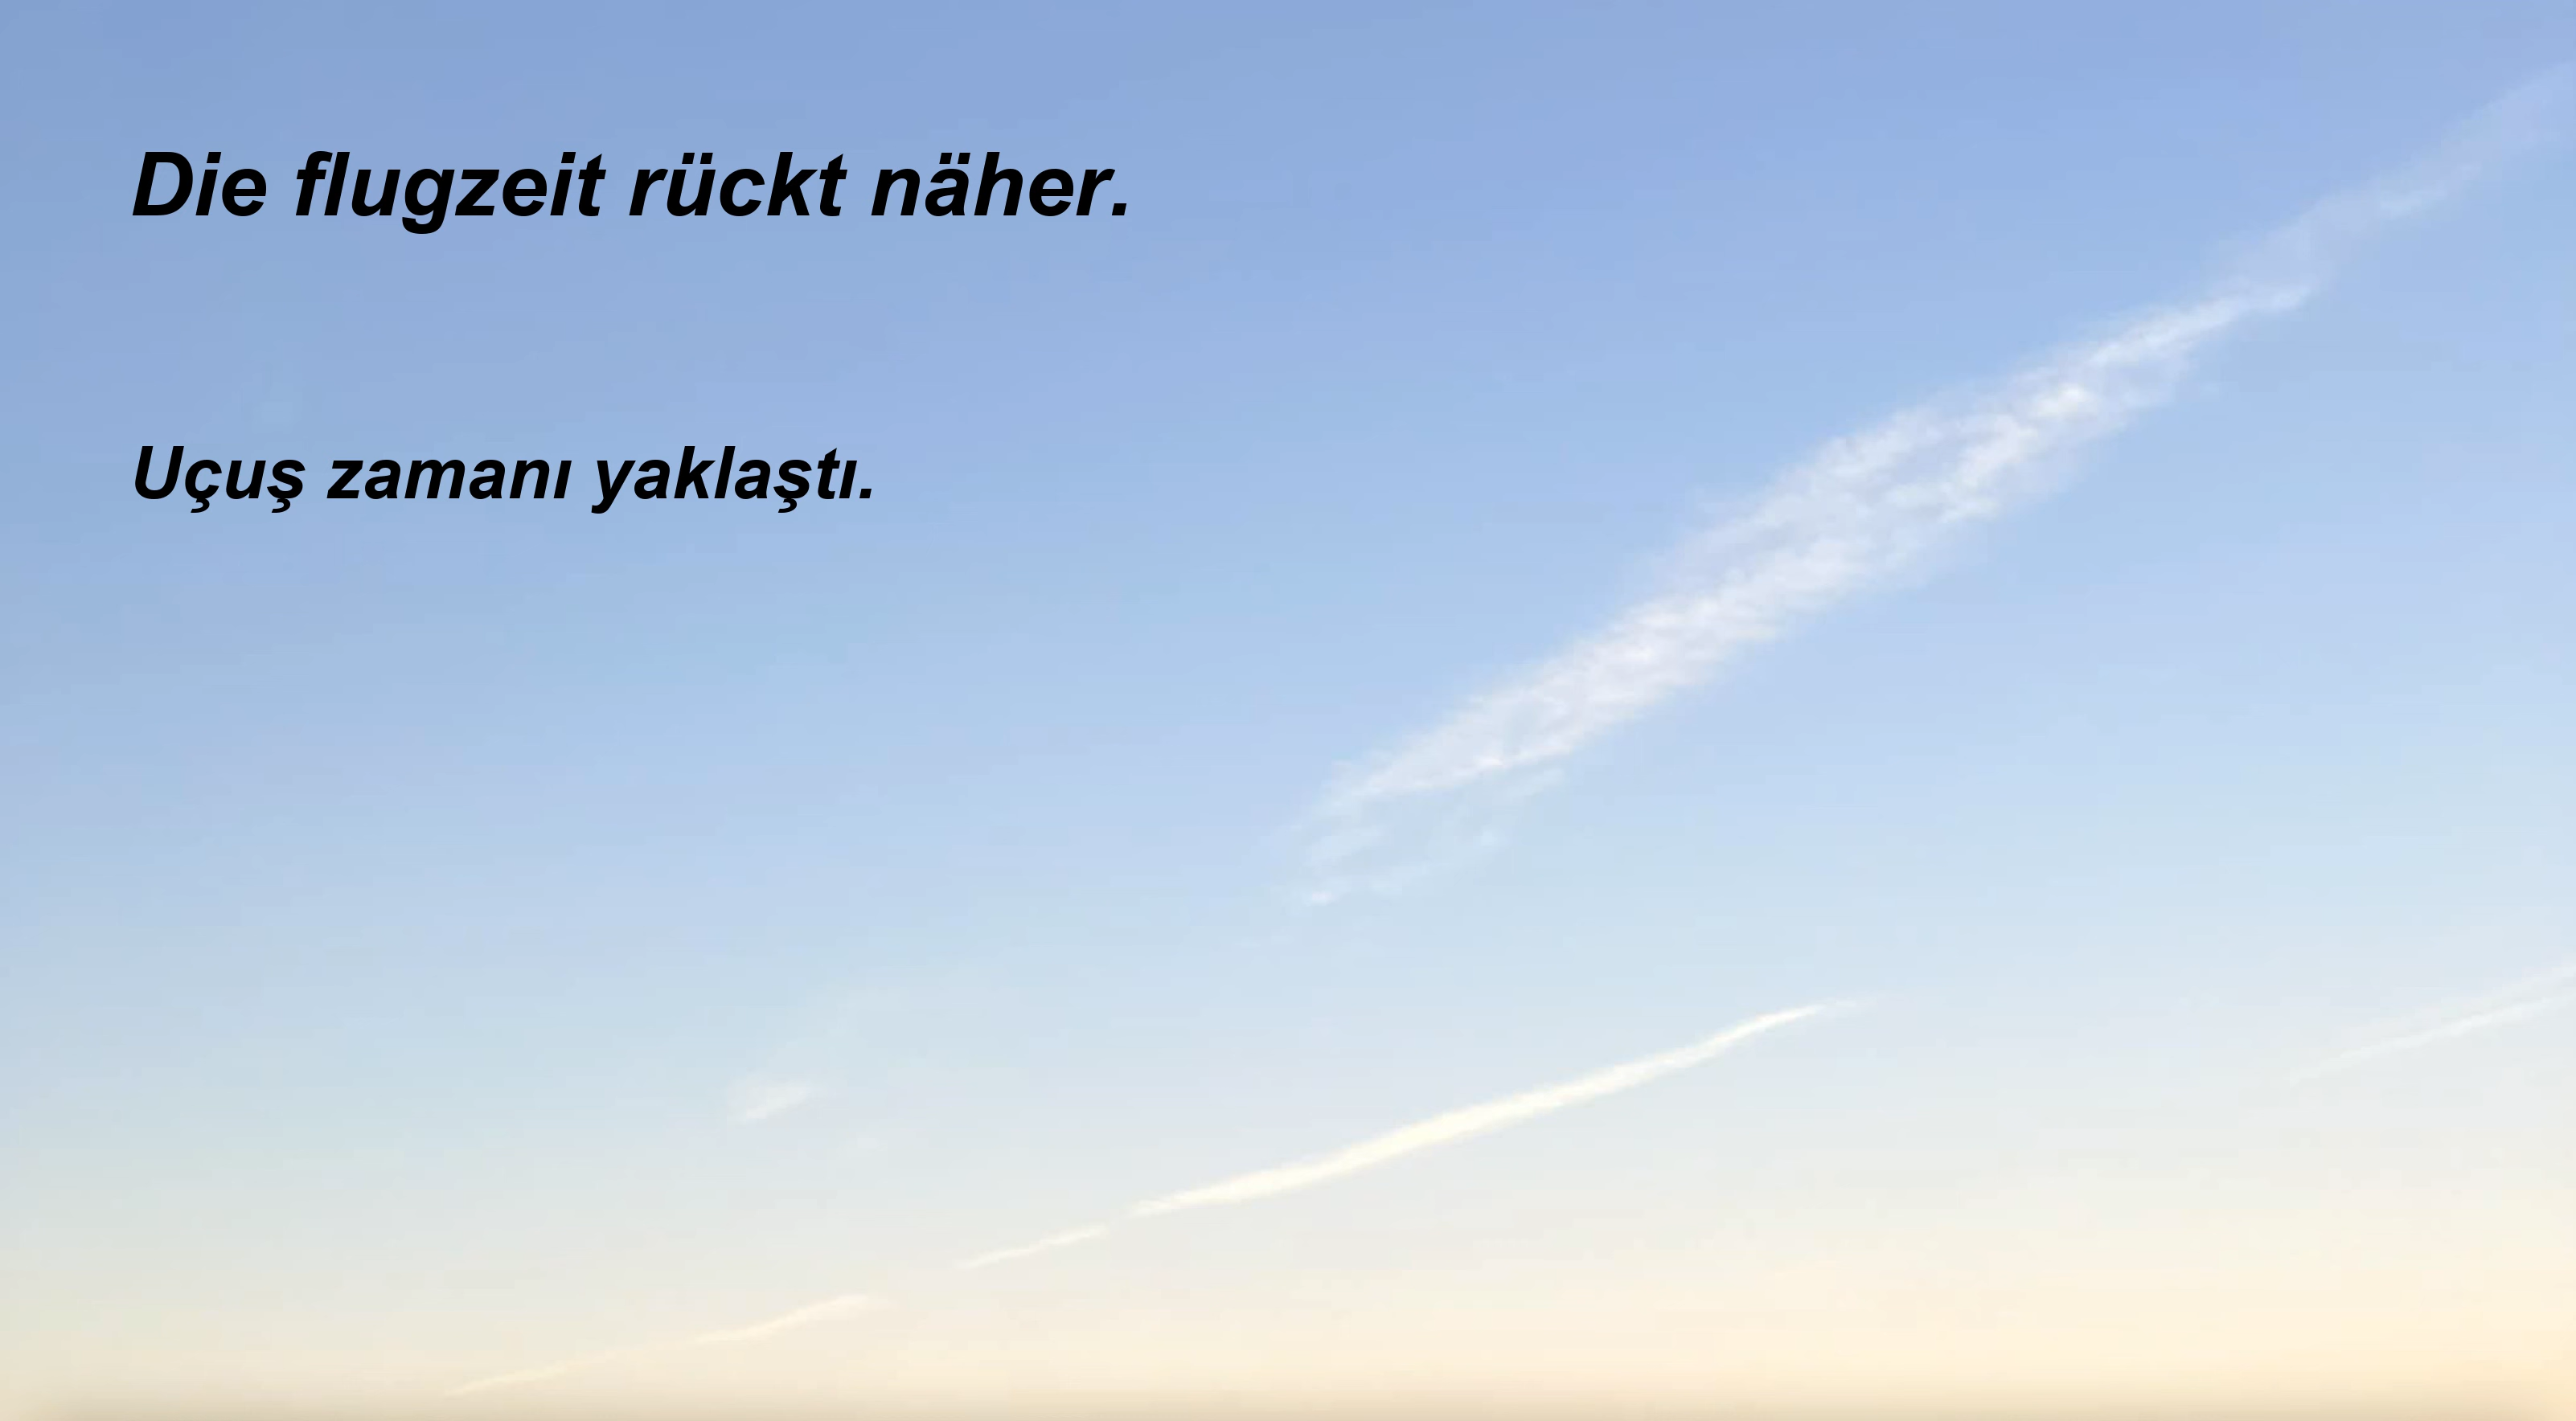 Die flugzeit rückt näher.
Uçuş zamanı yaklaştı.